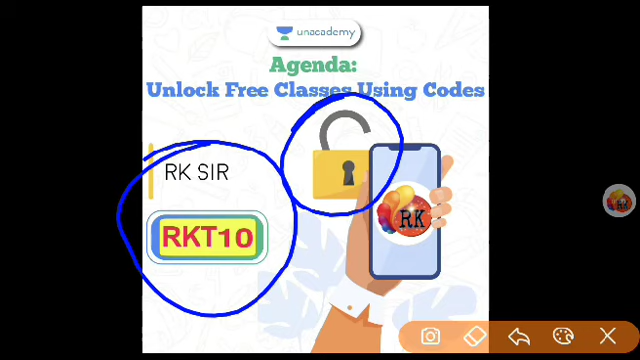 unacademy
Agenda:
Unlock Free Classes Using Codes
RK SIR
RKT10
RK
RK